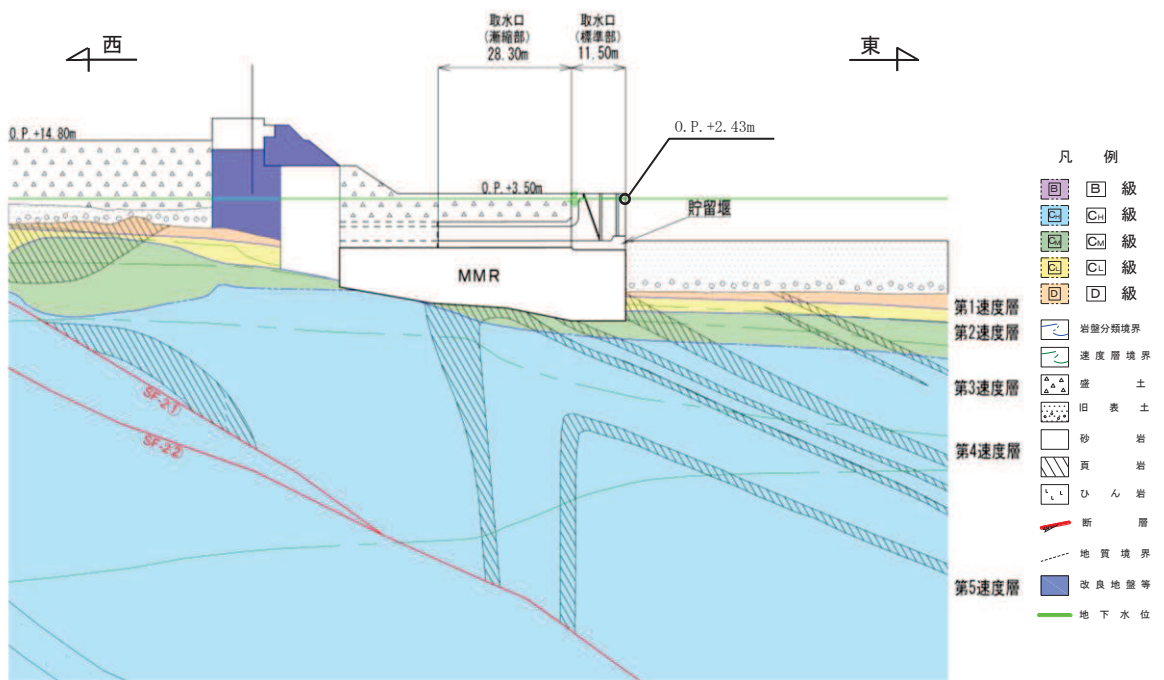 西
取水口
(漸縮部)
28.30m
取水口
(標準部)
11.50m
東
O.P.+14.80m
O.P.+2.43m
O.P.+3.50m
貯留堰
MMR
第1速度層
第2速度層
第3速度層
第4速度層
第5速度層
SF-2①
SF-2②
凡 例
B B 級
CH CH 級
CM CM 級
CL CL 級
D D 級
岩盤分類境界
速度層境界
盛 土
旧 表 土
砂 岩
頁 岩
ひ ん 岩
断 層
地 質 境 界
改 良 地 盤 等
地 下 水 位